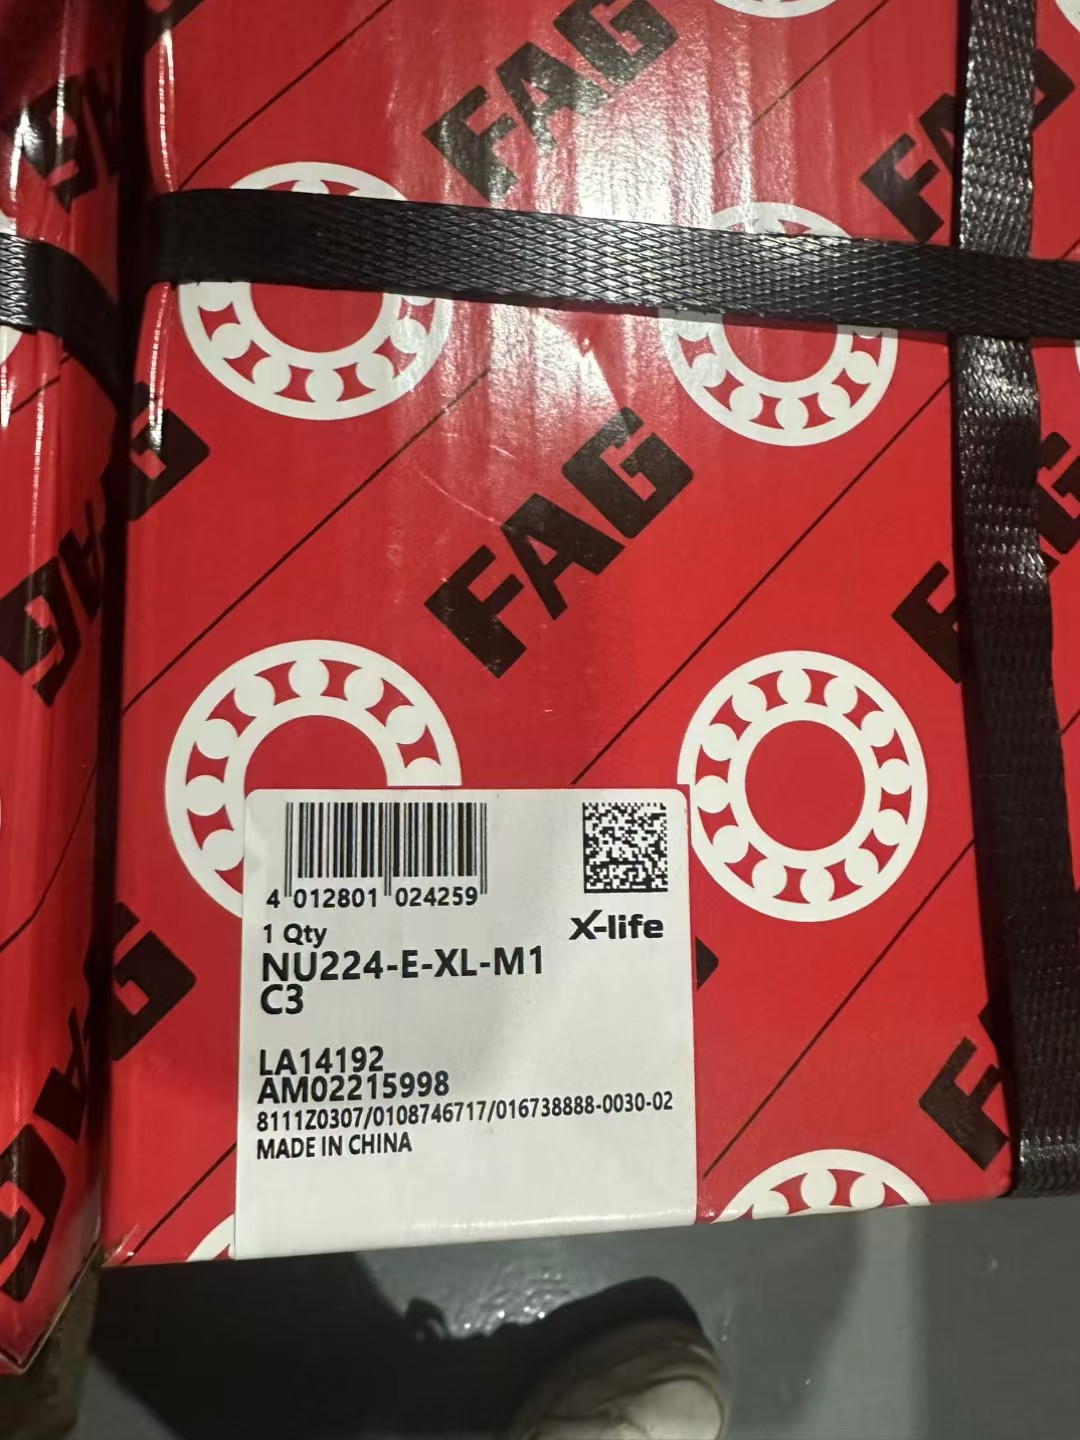 FAG
FAG
FAG
4 012801 024259
1 Qty
X-life
NU224-E-XL-M1
C3
LA14192
AM02215998
8111Z0307/0108746717/016738888-0030-02
MADE IN CHINA